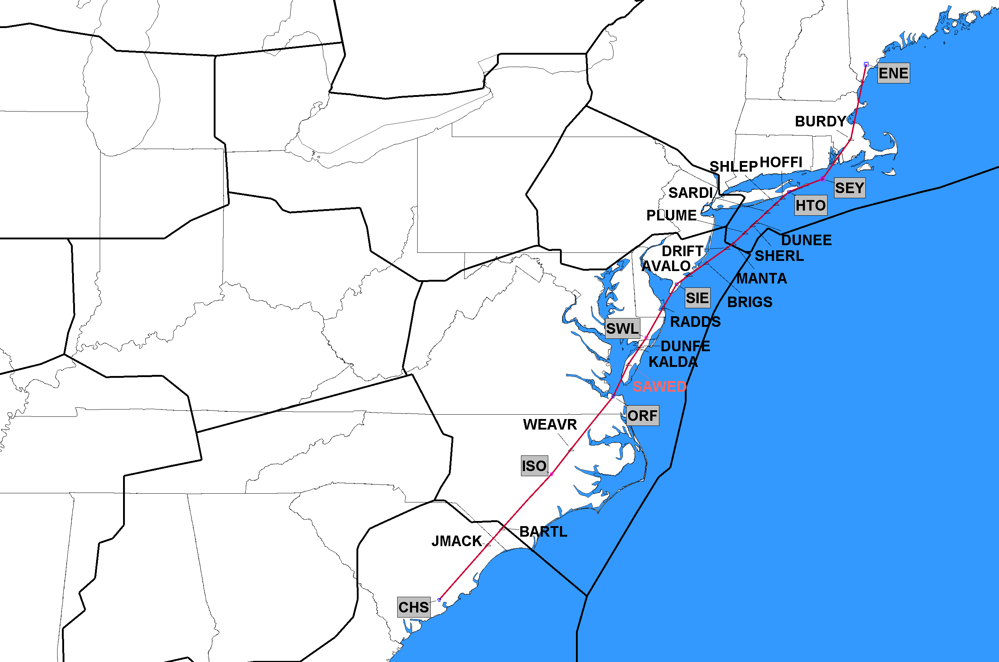 ENE
BURDY
SHLEP
HOFFI
SEY
SARDI
HTO
PLUME
DUNEE
DRIFT
SHERL
AVALO
MANTA
SIE
BRIGS
RADDS
SWL
DUNFE
KALDA
SAWED
ORF
WEAVR
ISO
BARTL
JMACK
CHS